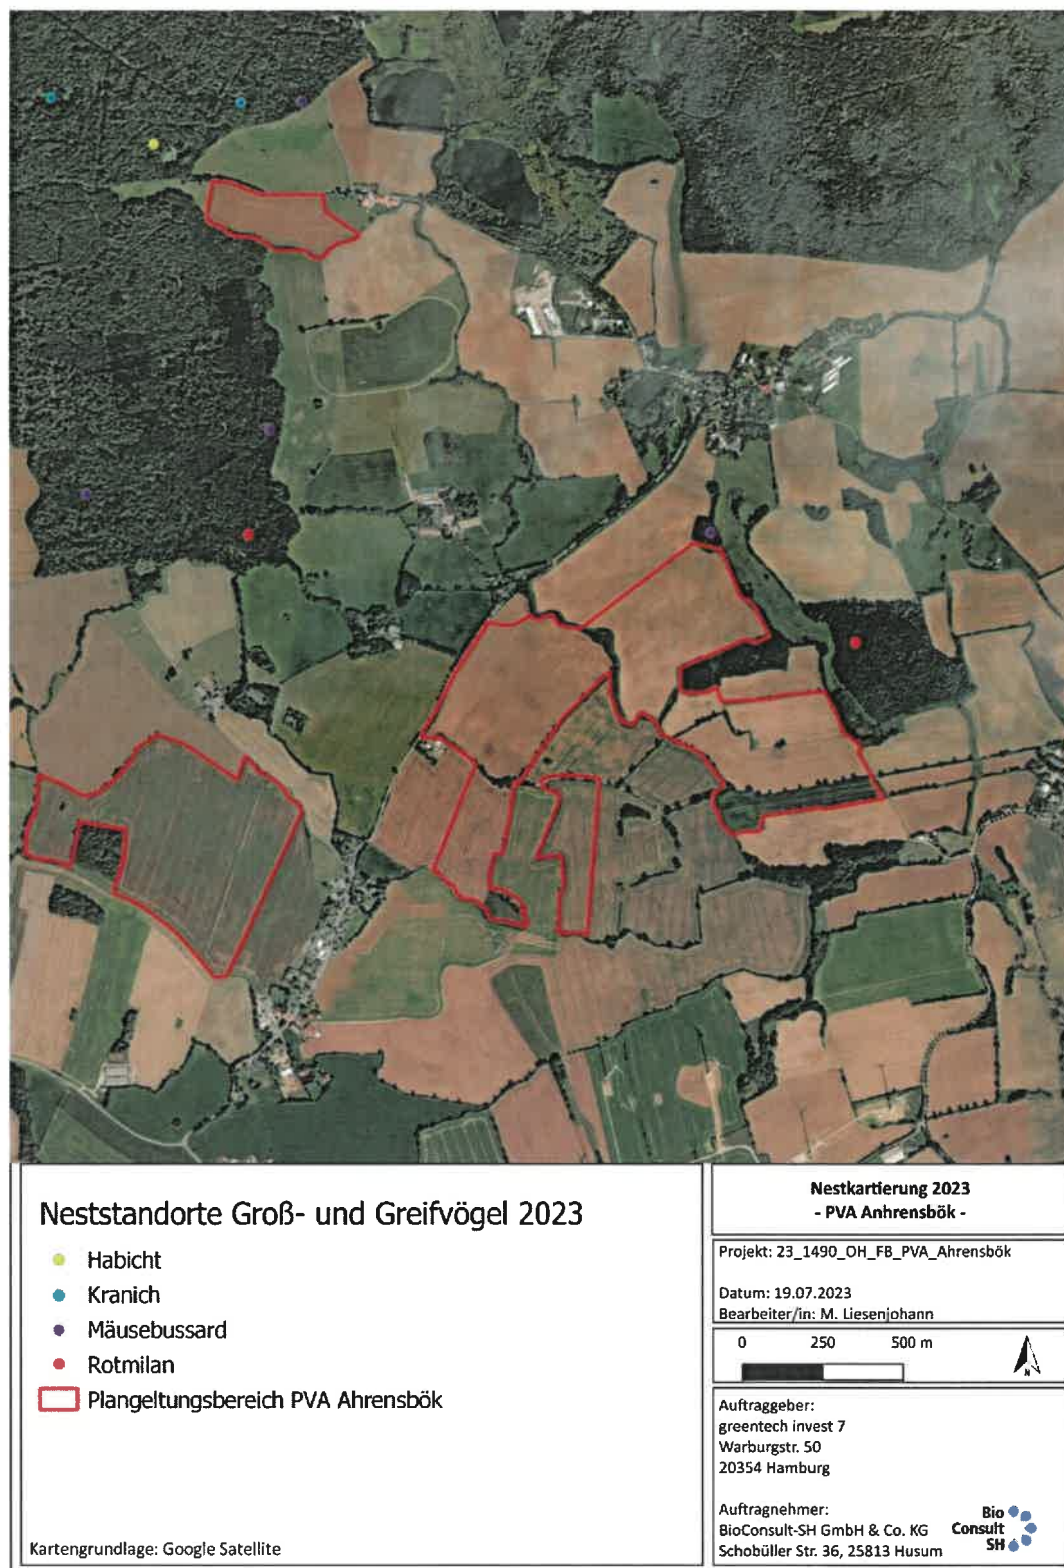 Neststandorte Groß- und Greifvögel 2023
Habicht
Kranich
Mäusebussard
Rotmilan
Plangeltungsbereich PVA Ahrensbök
Kartengrundlage: Google Satellite
Nestkartierung 2023
- PVA Anhrensbök -
Projekt: 23_1490_OH_FB_PVA_Ahrensbök
Datum: 19.07.2023
Bearbeiter/in: M. Liesenjohann
0 250 500 m
N
Auftraggeber:
greentech invest 7
Warburgstr. 50
20354 Hamburg
Auftragnehmer:
BioConsult-SH GmbH & Co. KG
Schobüller Str. 36, 25813 Husum
Bio
Consult
SH